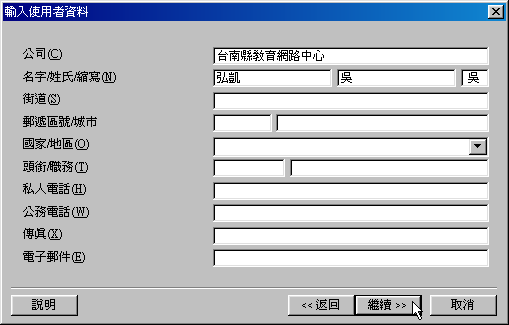 輸入使用者資料
公司(C) 台南縣教育網路中心
名字/姓氏/縮寫(N) 弘凱 吳 吳
街道(S)
郵遞區號/城市
國家/地區(O)
頭銜/職務(T)
私人電話(H)
公務電話(W)
傳真(X)
電子郵件(E)
說明 << 返回 繼續 >> 取消